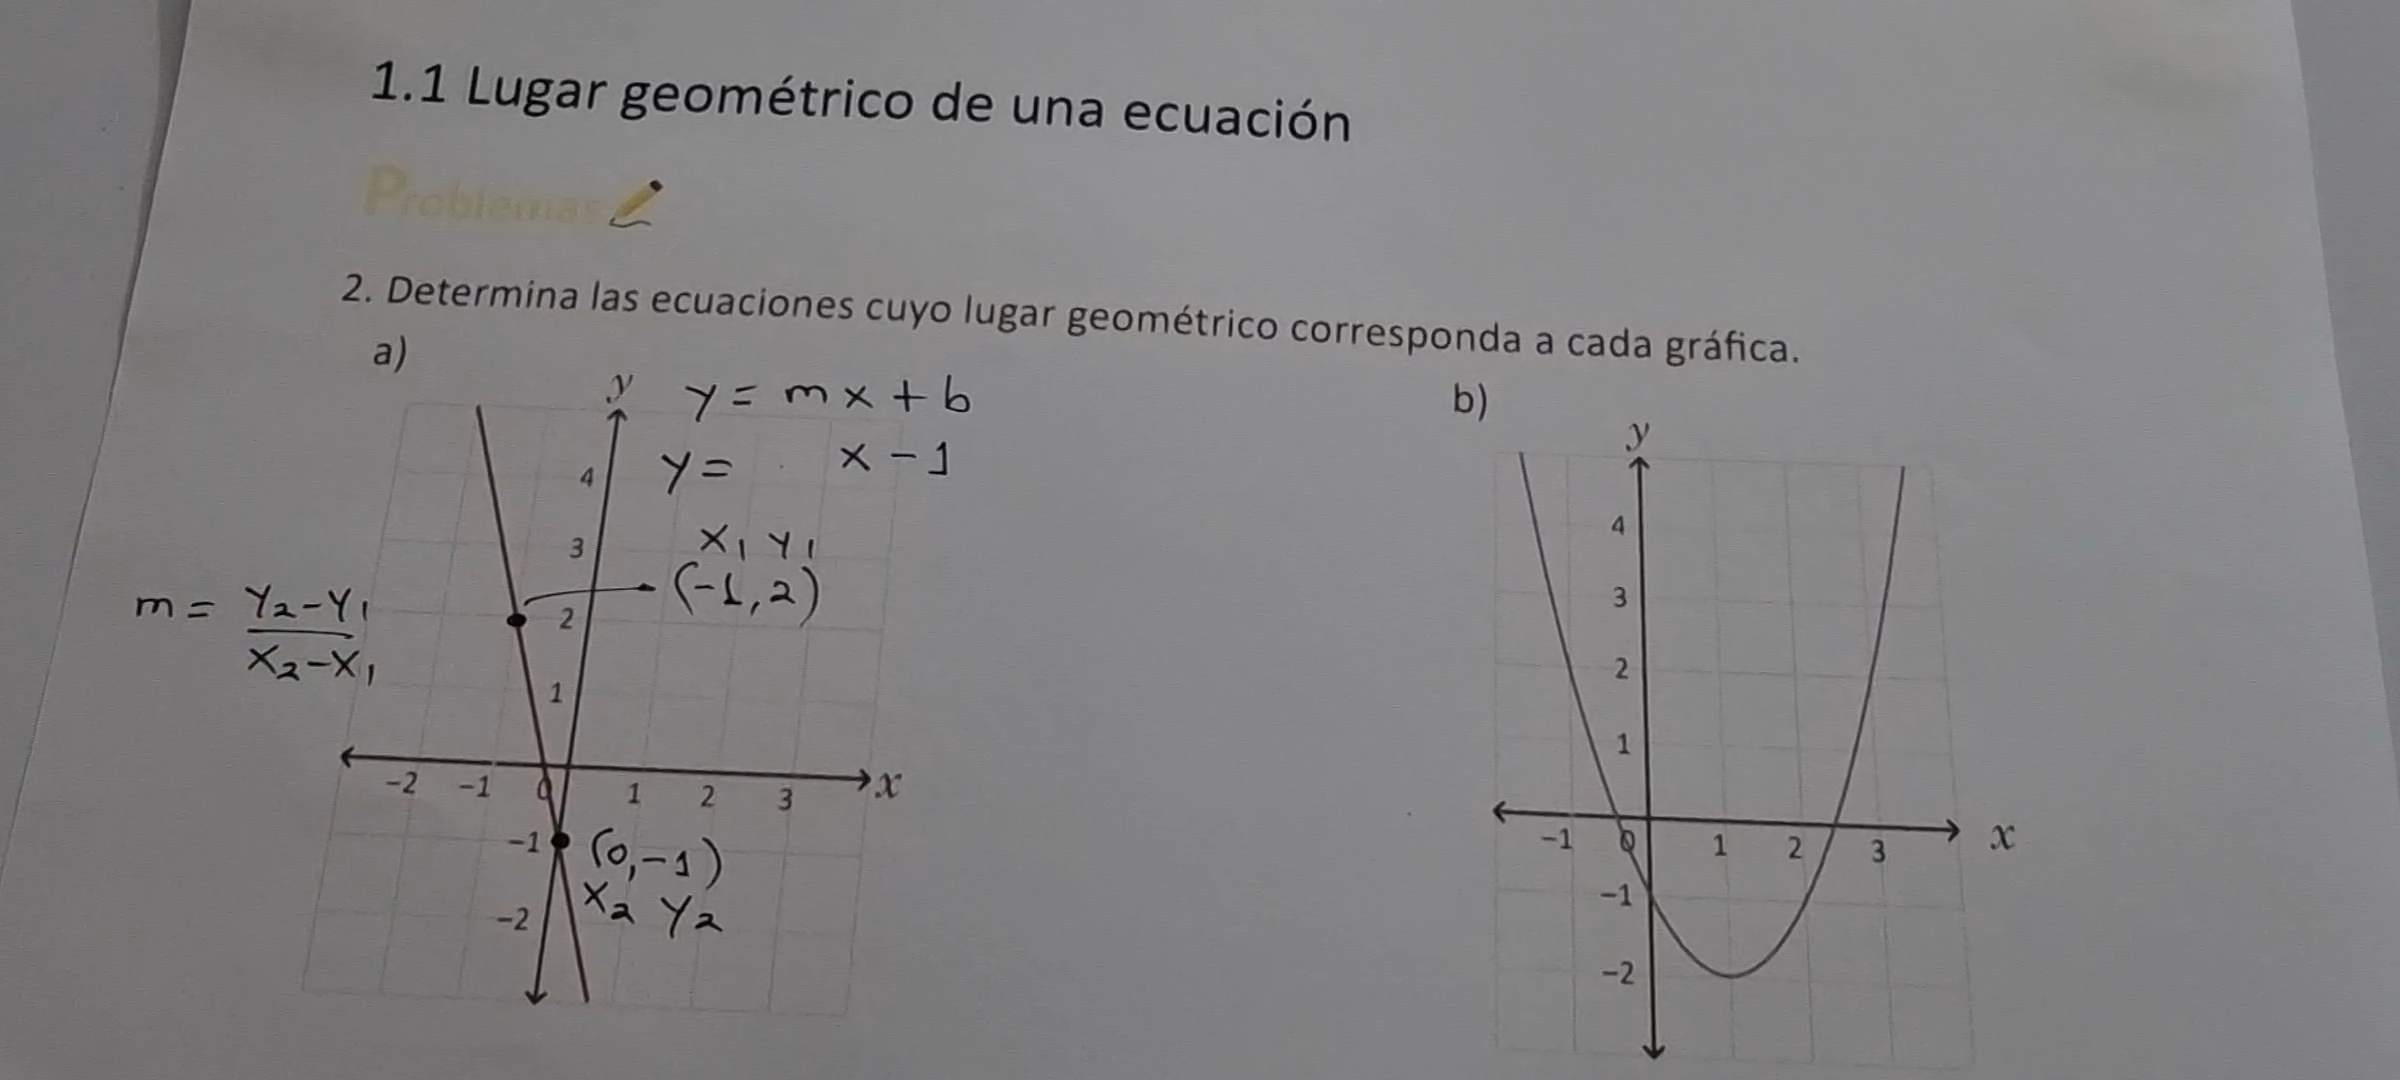 1.1 Lugar geométrico de una ecuación
Problemas
2. Determina las ecuaciones cuyo lugar geométrico corresponda a cada gráfica.
a)
y
y = mx + b
y = x - 1
4
3
2
1
x₁ y₁
(-1, 2)
m = y₂-y₁
x₂-x₁
-2 -1 0 1 2 3 x
-1
(0, -1)
x₂ y₂
-2
b)
y
4
3
2
1
-1 0 1 2 3 x
-1
-2